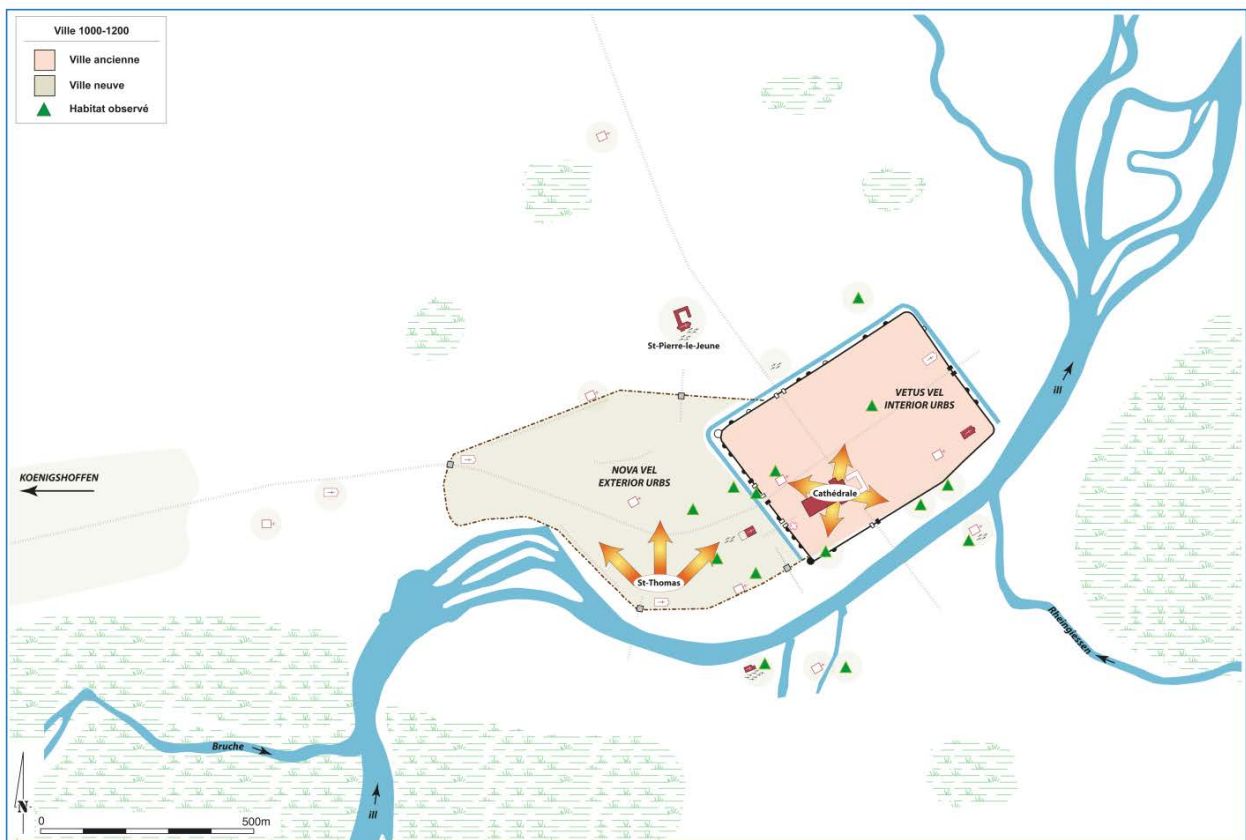 Ville 1000-1200
Ville ancienne
Ville neuve
Habitat observé
St-Pierre-le-Jeune
VETUS VEL
INTERIOR URBS
KOENIGSHOFFEN
NOVA VEL
EXTERIOR URBS
Cathédrale
ill
St-Thomas
Rheinglessen
Bruche
ill
N
0 500m